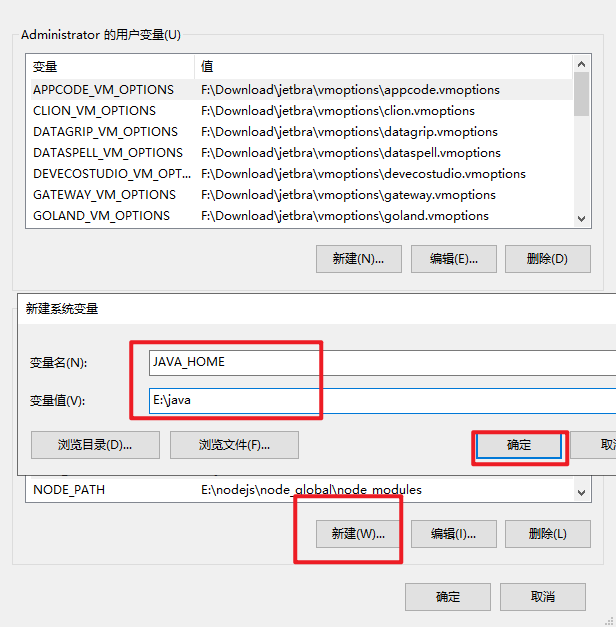 Administrator 的用户变量(U)
变量 值
APPCODE_VM_OPTIONS F:\Download\jetbra\vmoptions\appcode.vmoptions
CLION_VM_OPTIONS F:\Download\jetbra\vmoptions\clion.vmoptions
DATAGRIP_VM_OPTIONS F:\Download\jetbra\vmoptions\datagrip.vmoptions
DATASPELL_VM_OPTIONS F:\Download\jetbra\vmoptions\dataspell.vmoptions
DEVECOSTUDIO_VM_OPT... F:\Download\jetbra\vmoptions\devecostudio.vmoptions
GATEWAY_VM_OPTIONS F:\Download\jetbra\vmoptions\gateway.vmoptions
GOLAND_VM_OPTIONS F:\Download\jetbra\vmoptions\goland.vmoptions
新建(N)... 编辑(E)... 删除(D)
新建系统变量
变量名(N): JAVA_HOME
变量值(V): E:\java
浏览目录(D)... 浏览文件(F)... 确定 取
NODE_PATH E:\nodejs\node_global\node_modules
新建(W)... 编辑(I)... 删除(L)
确定 取消